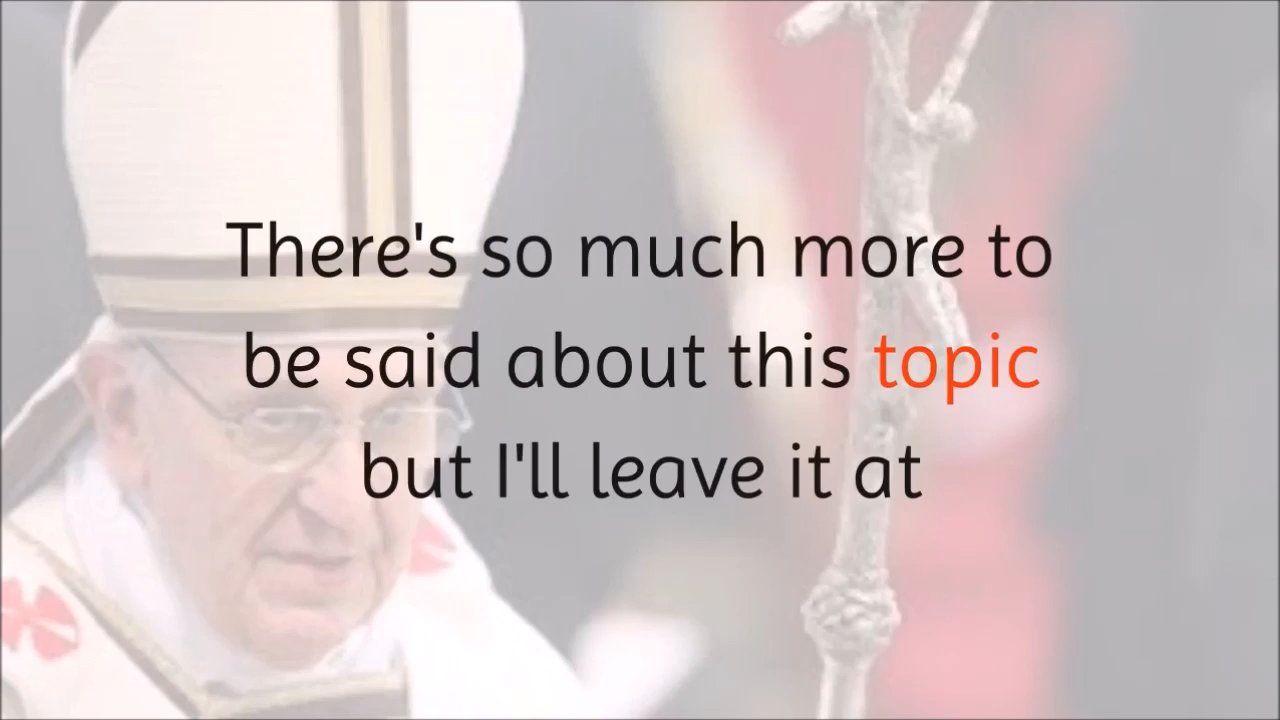 There's so much more to
be said about this topic
but I'll leave it at